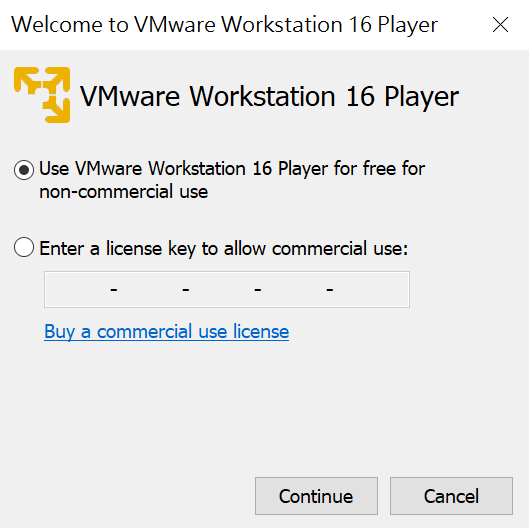 Welcome to VMware Workstation 16 Player
VMware Workstation 16 Player
Use VMware Workstation 16 Player for free for
non-commercial use
Enter a license key to allow commercial use:
- - - -
Buy a commercial use license
Continue Cancel